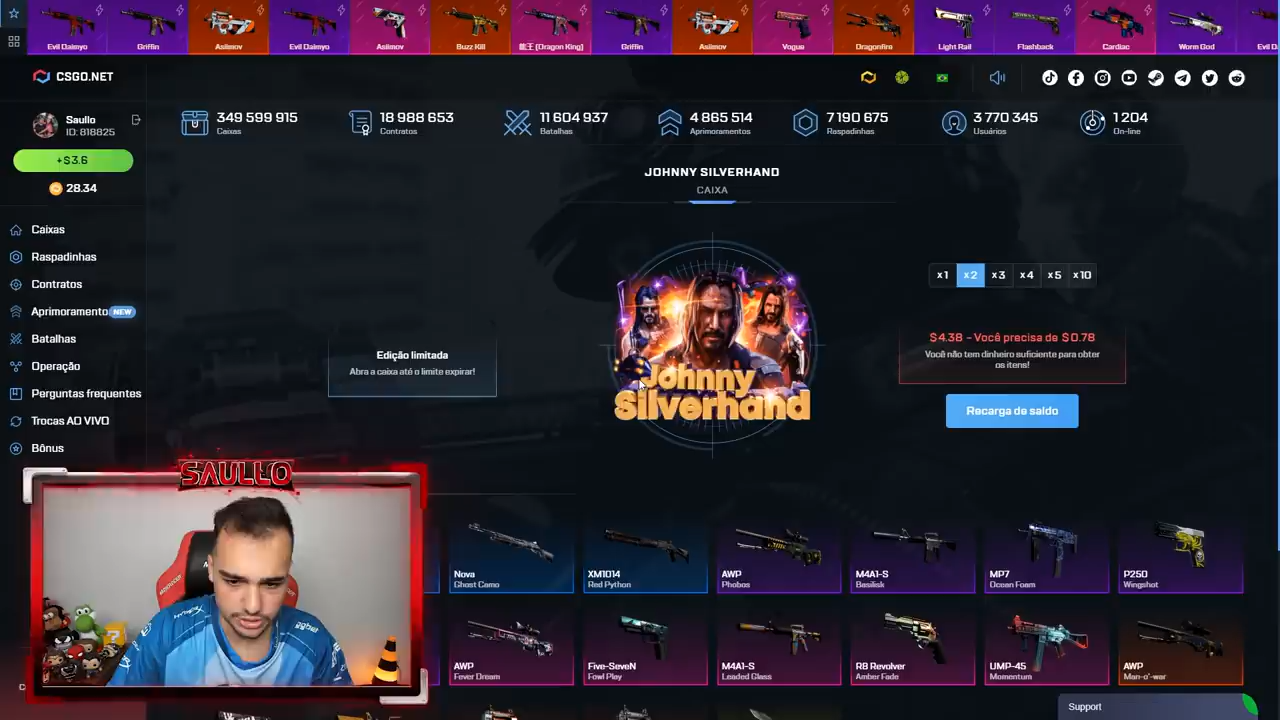 Evil Daimyo
Griffin
Asiimov
Evil Daimyo
Asiimov
Buzz Kill
龍王 (Dragon King)
Griffin
Asiimov
Vogue
Dragonfire
Light Rail
Flashback
Cardiac
Worm God
Evil D
CSGO.NET
Saullo
ID: 818825
+$3.6
28.34
349 599 915
Caixas
18 988 653
Contratos
11 604 937
Batalhas
4 865 514
Aprimoramentos
7 190 675
Raspadinhas
3 770 345
Usuários
1 204
On-line
Caixas
Raspadinhas
Contratos
Aprimoramento NEW
Batalhas
Operação
Perguntas frequentes
Trocas AO VIVO
Bônus
JOHNNY SILVERHAND
CAIXA
Edição limitada
Abra a caixa até o limite expirar!
Johnny
Silverhand
x1
x2
x3
x4
x5
x10
$4.38 - Você precisa de $0.78
Você não tem dinheiro suficiente para obter
os itens!
Recarga de saldo
SAULLO
Nova
Ghost Camo
XM1014
Red Python
AWP
Phobos
M4A1-S
Basilisk
MP7
Ocean Foam
P250
Wingshot
AWP
Fever Dream
Five-SeveN
Fowl Play
M4A1-S
Leaded Glass
R8 Revolver
Amber Fade
UMP-45
Momentum
AWP
Man-o'-war
Support